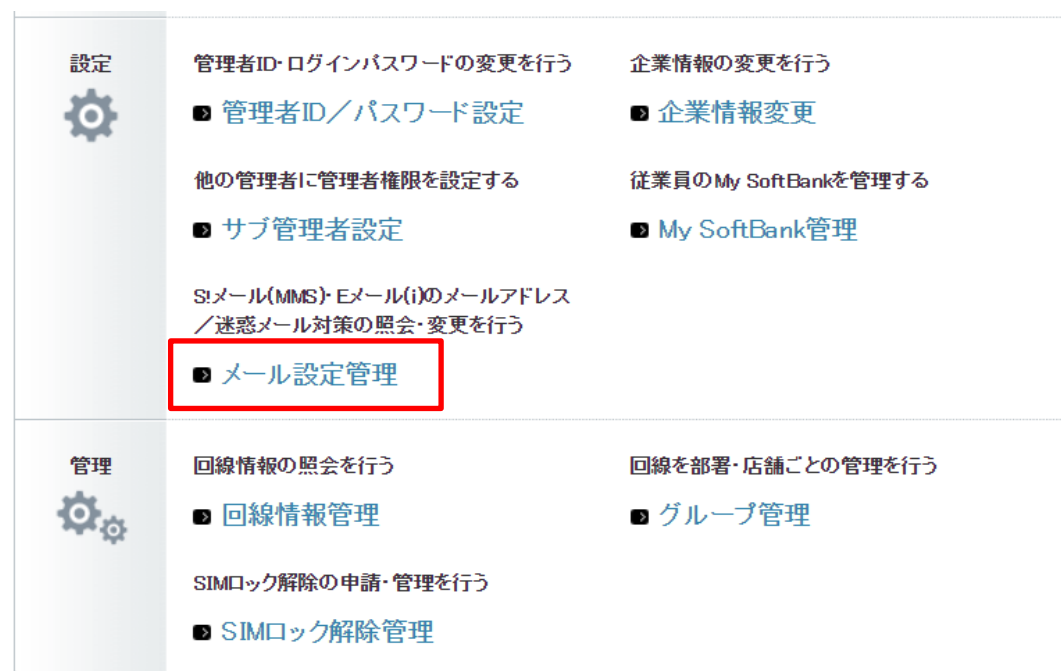 設定
管理者ID・ログインパスワードの変更を行う
管理者ID／パスワード設定
企業情報の変更を行う
企業情報変更
他の管理者に管理者権限を設定する
サブ管理者設定
従業員のMy SoftBankを管理する
My SoftBank管理
S!メール(MMS)・Eメール(i)のメールアドレス
／迷惑メール対策の照会・変更を行う
メール設定管理
管理
回線情報の照会を行う
回線情報管理
回線を部署・店舗ごとの管理を行う
グループ管理
SIMロック解除の申請・管理を行う
SIMロック解除管理